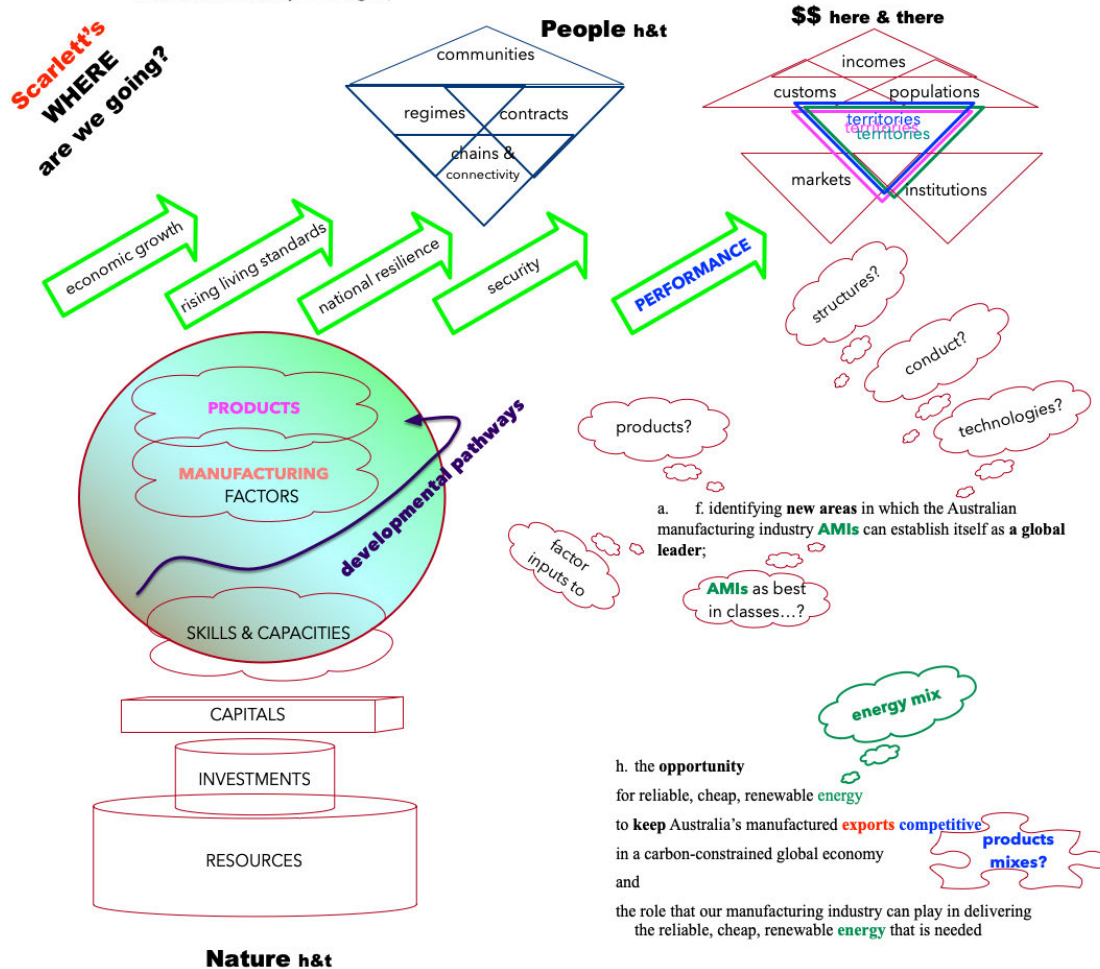 Scarlett's
WHERE
are we going?
People h&t
communities
regimes
contracts
chains &
connectivity
$$ here & there
incomes
customs
populations
territories
territories
territories
markets
institutions
economic growth
rising living standards
national resilience
security
PERFORMANCE
structures?
conduct?
technologies?
products?
factor
inputs to
a. f. identifying new areas in which the Australian
manufacturing industry AMIs can establish itself as a global
leader;
AMIs as best
in classes...?
PRODUCTS
MANUFACTURING
FACTORS
developmental pathways
SKILLS & CAPACITIES
CAPITALS
INVESTMENTS
RESOURCES
Nature h&t
energy mix
h. the opportunity
for reliable, cheap, renewable energy
to keep Australia's manufactured exports competitive
in a carbon-constrained global economy
and
the role that our manufacturing industry can play in delivering
the reliable, cheap, renewable energy that is needed
products
mixes?